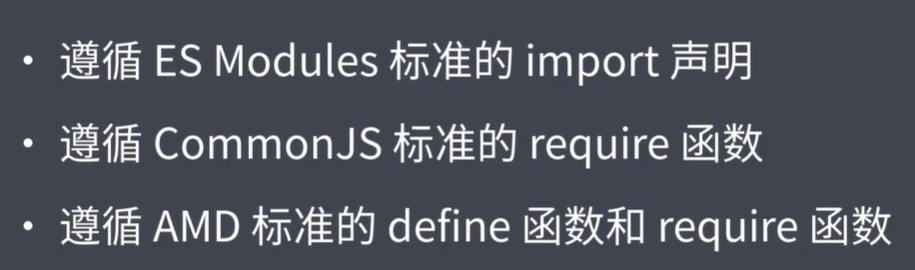 • 遵循 ES Modules 标准的 import 声明
• 遵循 CommonJS 标准的 require 函数
• 遵循 AMD 标准的 define 函数和 require 函数